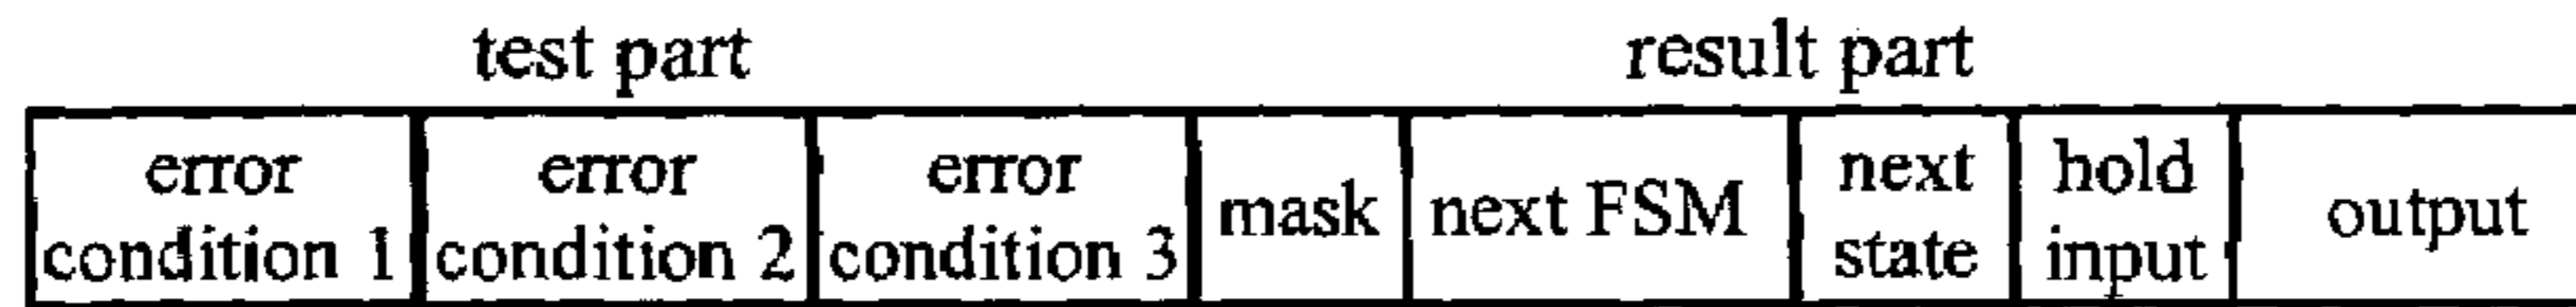 test part
result part
error
condition 1
error
condition 2
error
condition 3
mask
next FSM
next
state
hold
input
output